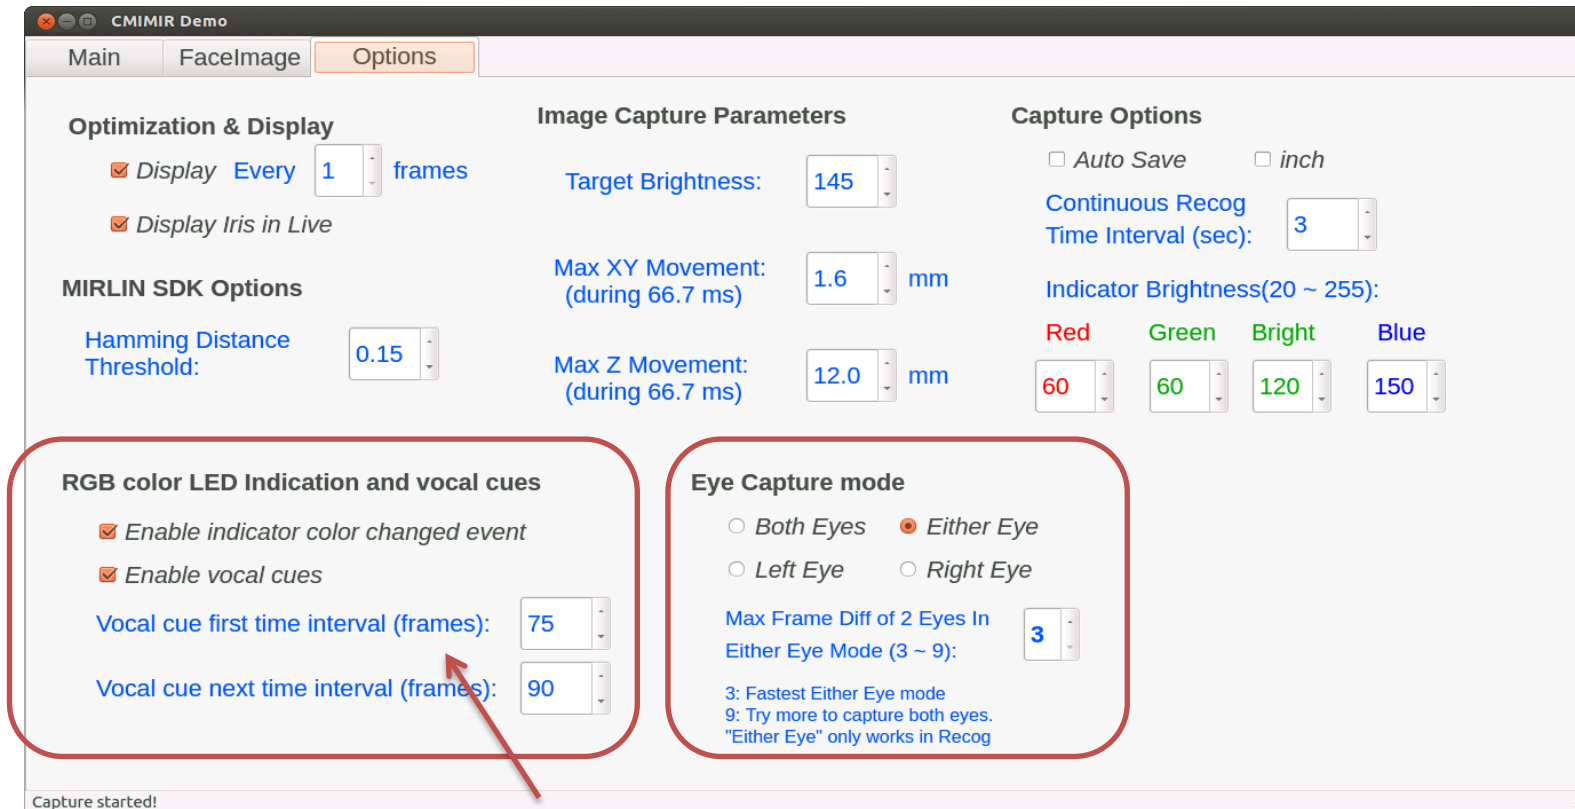 CMIMIR Demo
Main FaceImage Options
Optimization & Display
Display Every 1 frames
Display Iris in Live
MIRLIN SDK Options
Hamming Distance
Threshold: 0.15
Image Capture Parameters
Target Brightness: 145
Max XY Movement:
(during 66.7 ms) 1.6 mm
Max Z Movement:
(during 66.7 ms) 12.0 mm
Capture Options
Auto Save inch
Continuous Recog
Time Interval (sec): 3
Indicator Brightness(20 ~ 255):
Red Green Bright Blue
60 60 120 150
RGB color LED Indication and vocal cues
Enable indicator color changed event
Enable vocal cues
Vocal cue first time interval (frames): 75
Vocal cue next time interval (frames): 90
Eye Capture mode
Both Eyes Either Eye
Left Eye Right Eye
Max Frame Diff of 2 Eyes In
Either Eye Mode (3 ~ 9): 3
3: Fastest Either Eye mode
9: Try more to capture both eyes.
"Either Eye" only works in Recog
Capture started!